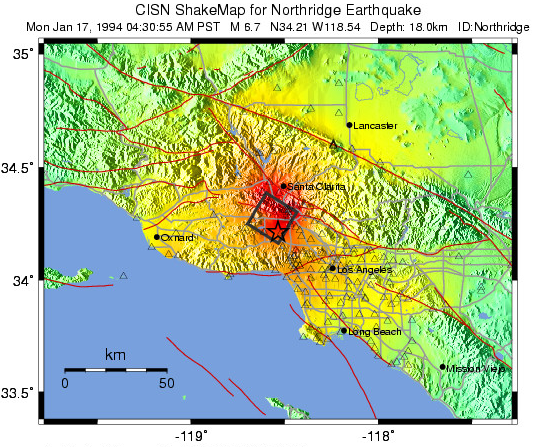 CISN ShakeMap for Northridge Earthquake
Mon Jan 17, 1994 04:30:55 AM PST M 6.7 N34.21 W118.54 Depth: 18.0km ID:Northridge
35°
Lancaster
34.5°
Santa Clarita
Oxnard
34°
Los Angeles
Long Beach
km
Mission Viejo
0 50
33.5°
-119° -118°